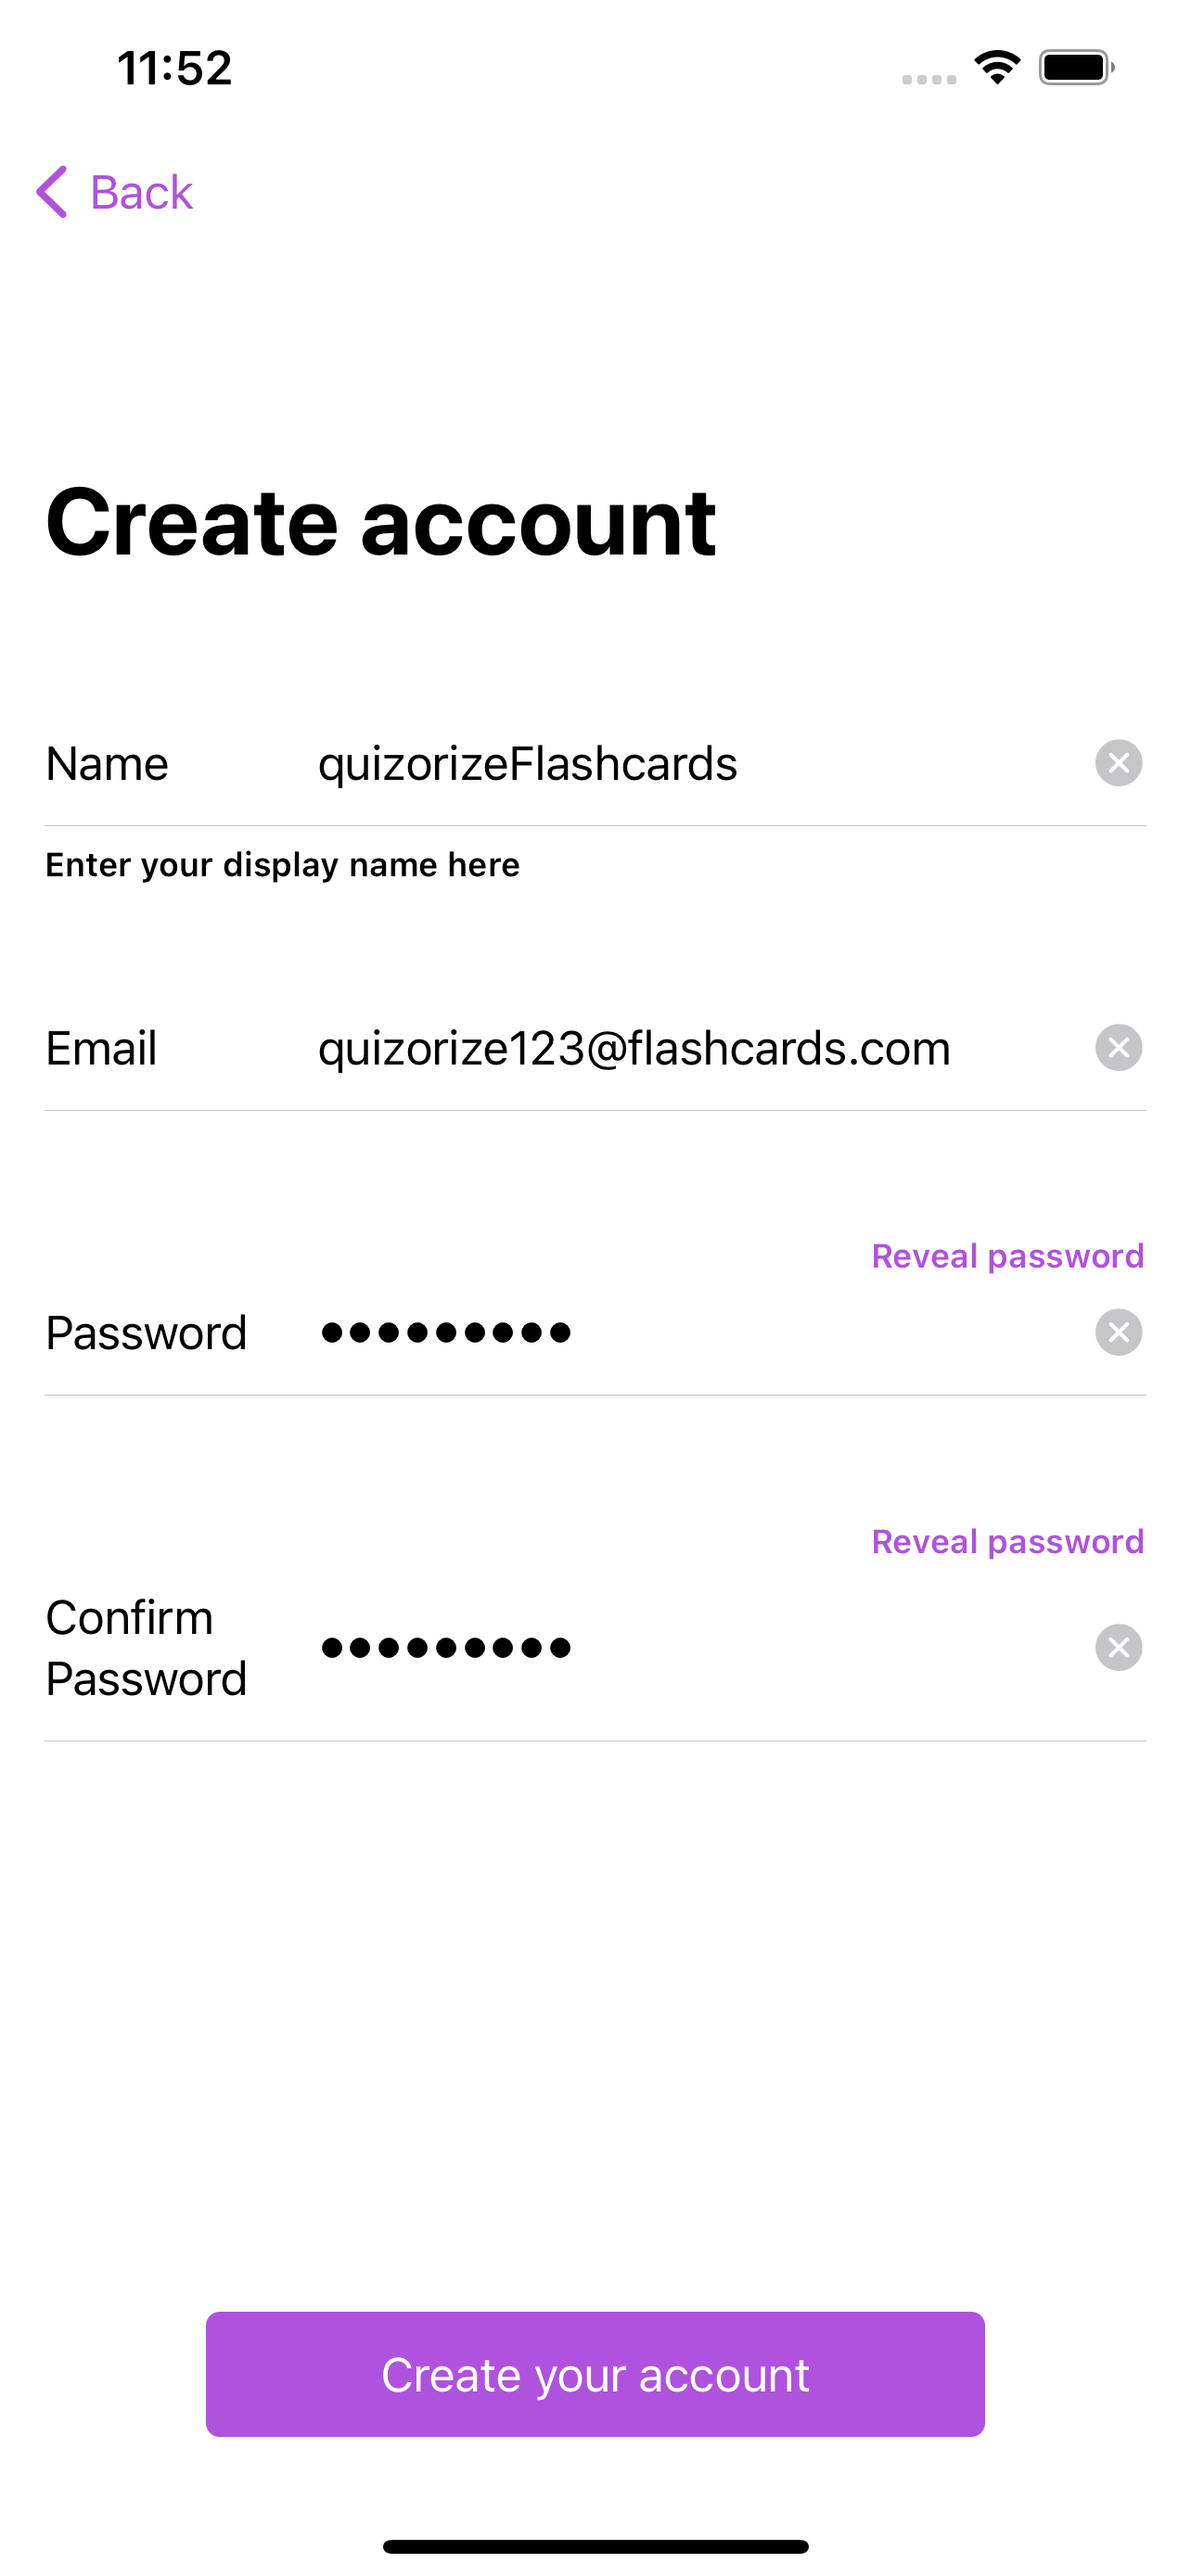 11:52
Back
Create account
Name quizorizeFlashcards
Enter your display name here
Email quizorize123@flashcards.com
Reveal password
Password •••••••••
Reveal password
Confirm
Password •••••••••
Create your account